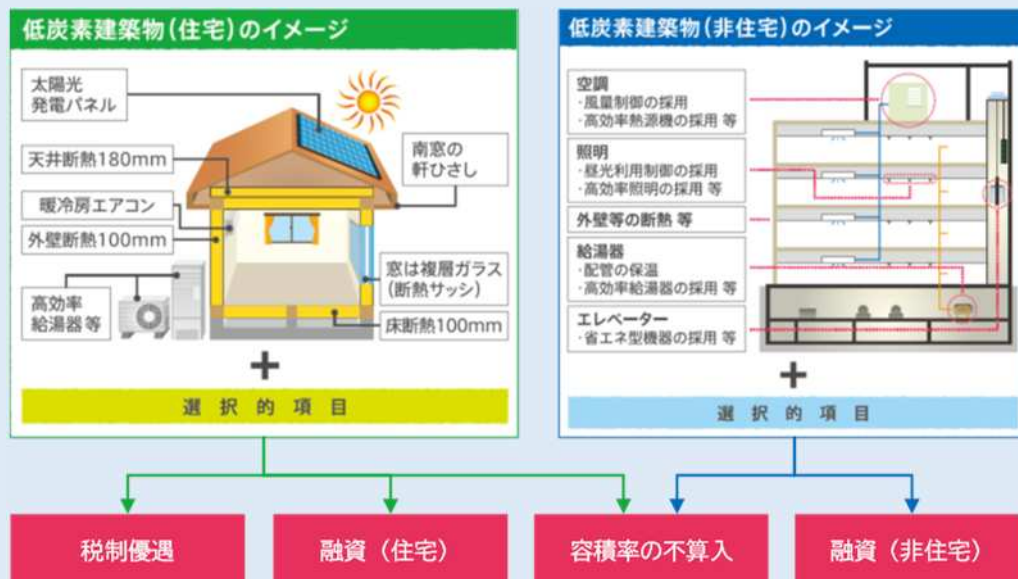 低炭素建築物(住宅)のイメージ
太陽光
発電パネル
天井断熱180mm
暖冷房エアコン
外壁断熱100mm
高効率
給湯器等
南窓の
軒ひさし
窓は複層ガラス
(断熱サッシ)
床断熱100mm
+
選択的項目
低炭素建築物(非住宅)のイメージ
空調
・風量制御の採用
・高効率熱源機の採用 等
照明
・昼光利用制御の採用
・高効率照明の採用 等
外壁等の断熱 等
給湯器
・配管の保温
・高効率給湯器の採用 等
エレベーター
・省エネ型機器の採用 等
+
選択的項目
税制優遇
融資（住宅）
容積率の不算入
融資（非住宅）